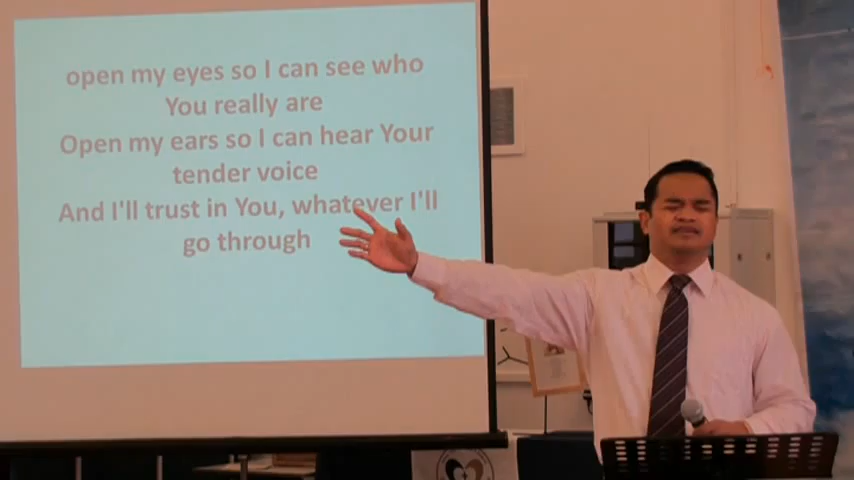 open my eyes so I can see who
You really are
Open my ears so I can hear Your
tender voice
And I'll trust in You, whatever I'll
go through